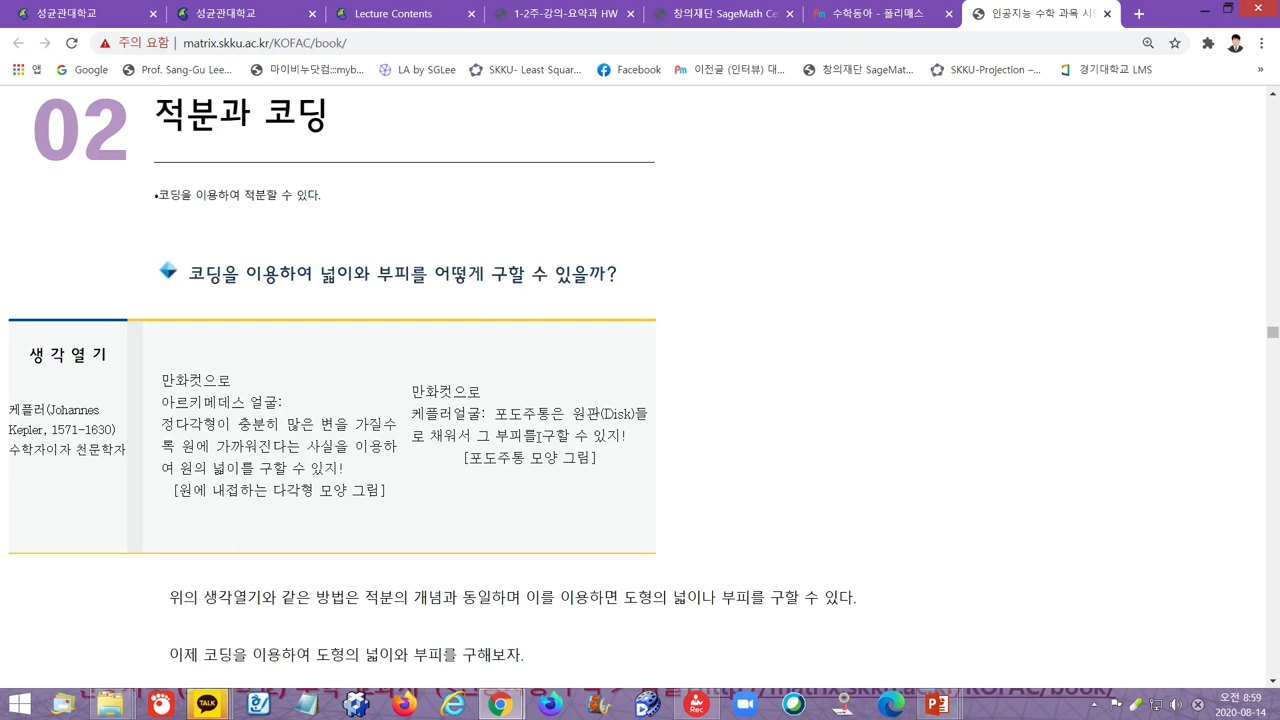 성균관대학교
성균관대학교
Lecture Contents
1-2주-강의-요약과 HW
창의재단 SageMath Ce
수학동아 - 폴리매스
인공지능 수학 과목 시
주의 요함 | matrix.skku.ac.kr/KOFAC/book/
앱
Google
Prof. Sang-Gu Lee...
마이비누닷컴:::myb...
LA by SGLee
SKKU- Least Squar...
Facebook
이전글 (인터뷰) 대...
창의재단 SageMat...
SKKU-Projection –...
경기대학교 LMS
»
02
적분과 코딩
•코딩을 이용하여 적분할 수 있다.
코딩을 이용하여 넓이와 부피를 어떻게 구할 수 있을까?
생 각 열 기
케플러(Johannes
Kepler, 1571-1630)
수학자이자 천문학자
만화컷으로
아르키메데스 얼굴:
정다각형이 충분히 많은 변을 가질수
록 원에 가까워진다는 사실을 이용하
여 원의 넓이를 구할 수 있지!
[원에 내접하는 다각형 모양 그림]
만화컷으로
케플러얼굴: 포도주통은 원판(Disk)들
로 채워서 그 부피를 구할 수 있지!
[포도주통 모양 그림]
위의 생각열기와 같은 방법은 적분의 개념과 동일하며 이를 이용하면 도형의 넓이나 부피를 구할 수 있다.
이제 코딩을 이용하여 도형의 넓이와 부피를 구해보자.
TALK
Rec
오전 8:59
2020-08-14